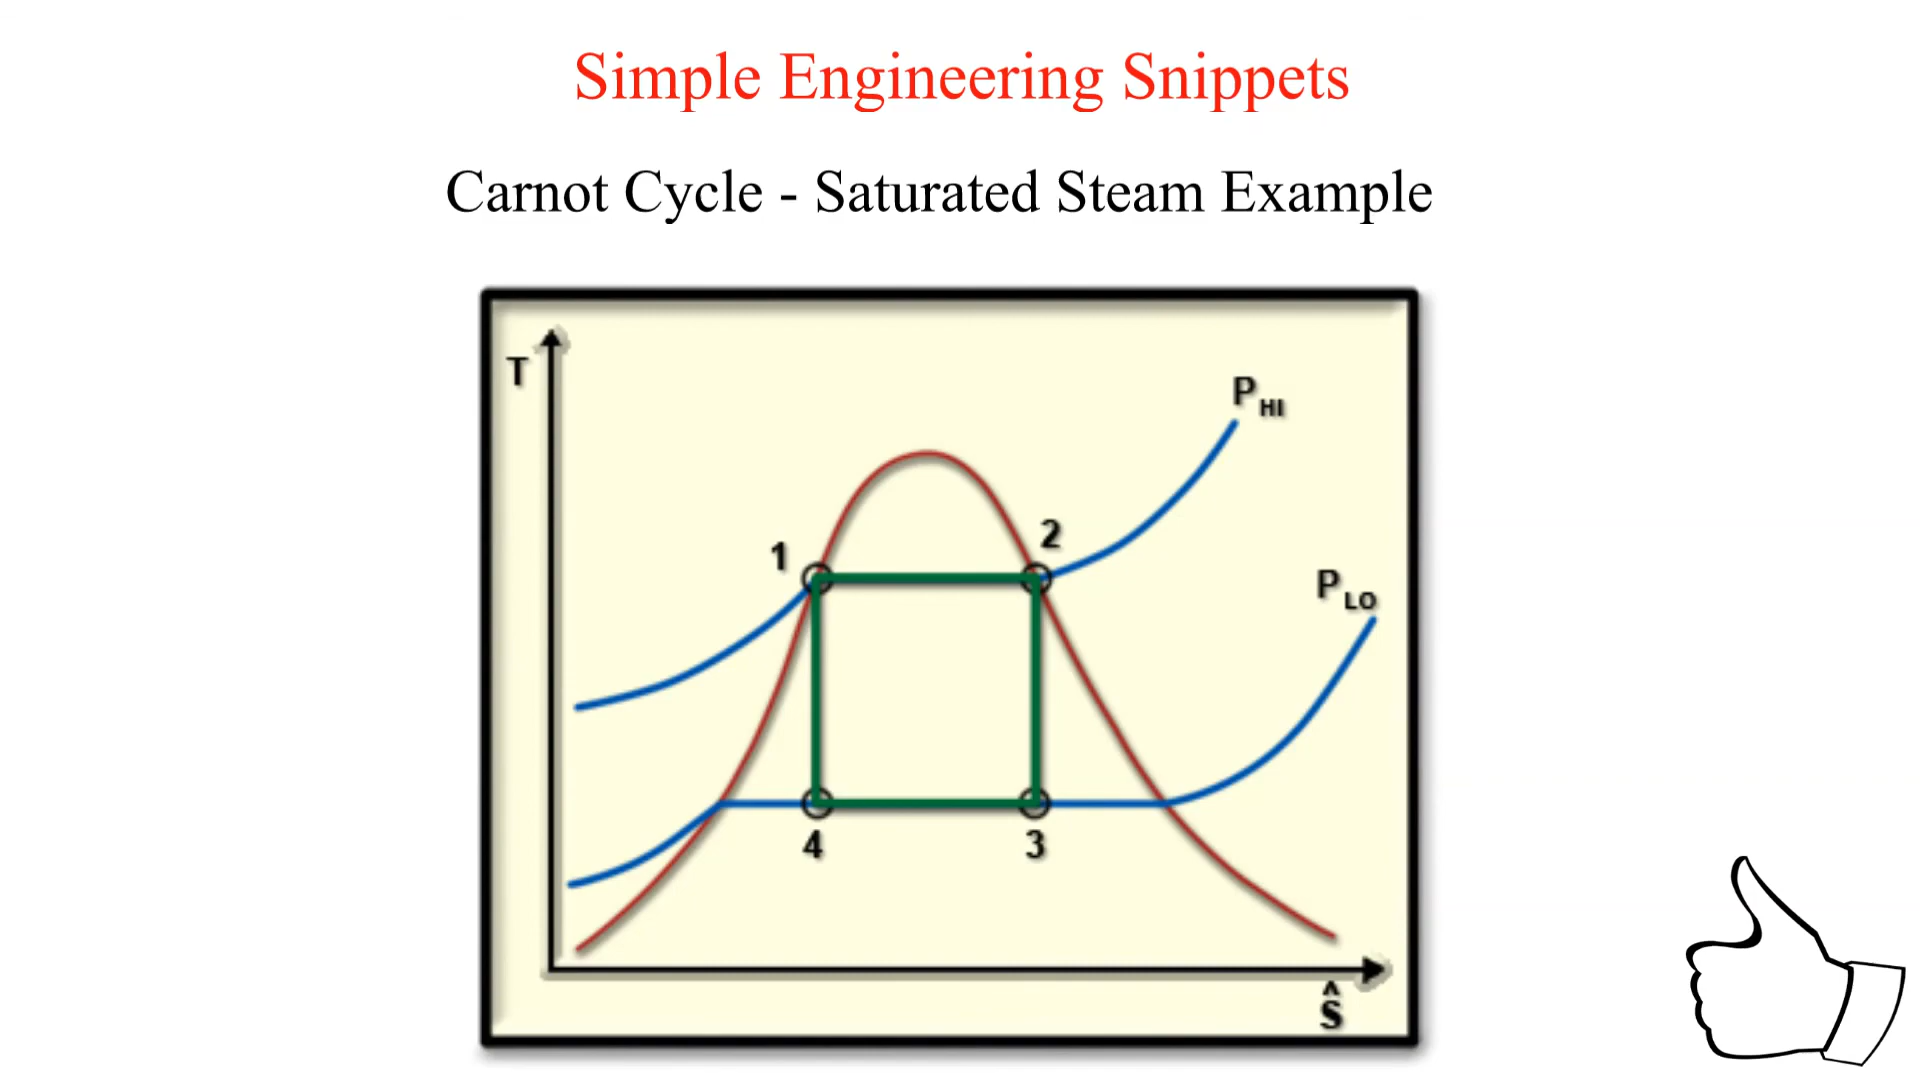 Simple Engineering Snippets
Carnot Cycle - Saturated Steam Example
T
P HI
2
1
P LO
4
3
Ŝ